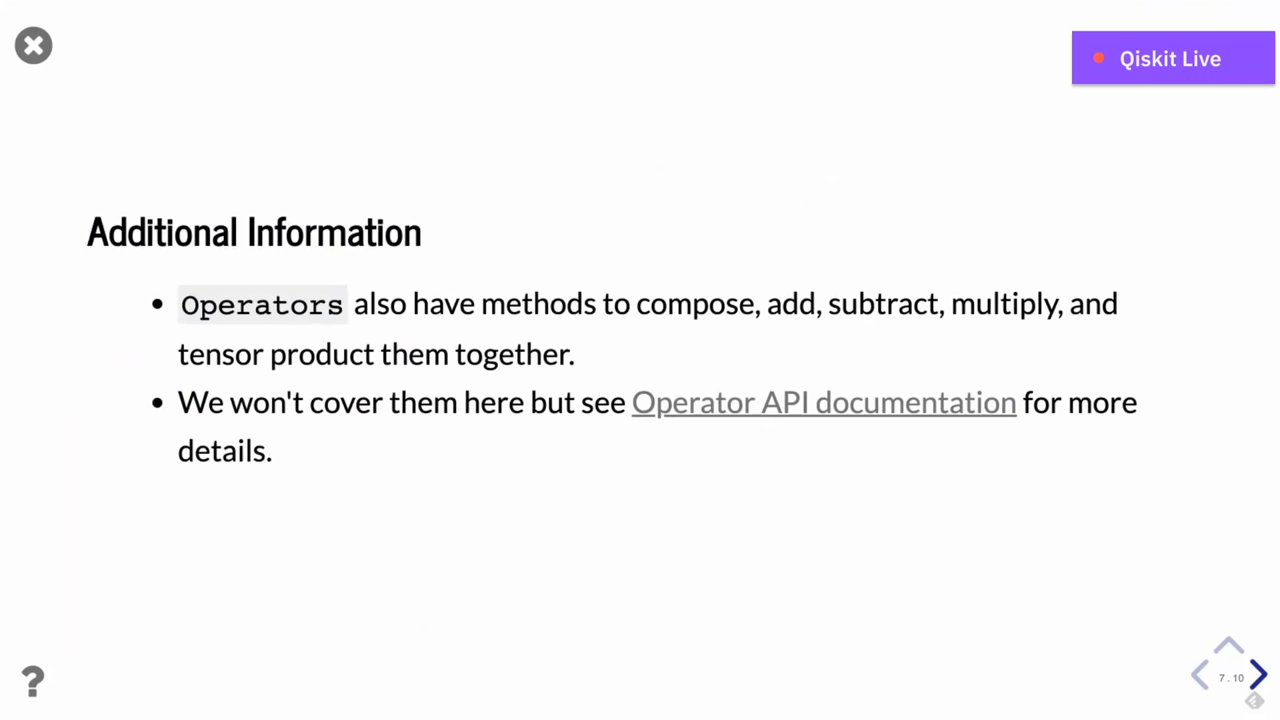 Qiskit Live
Additional Information
• Operators also have methods to compose, add, subtract, multiply, and
tensor product them together.
• We won't cover them here but see Operator API documentation for more
details.
?
7.10